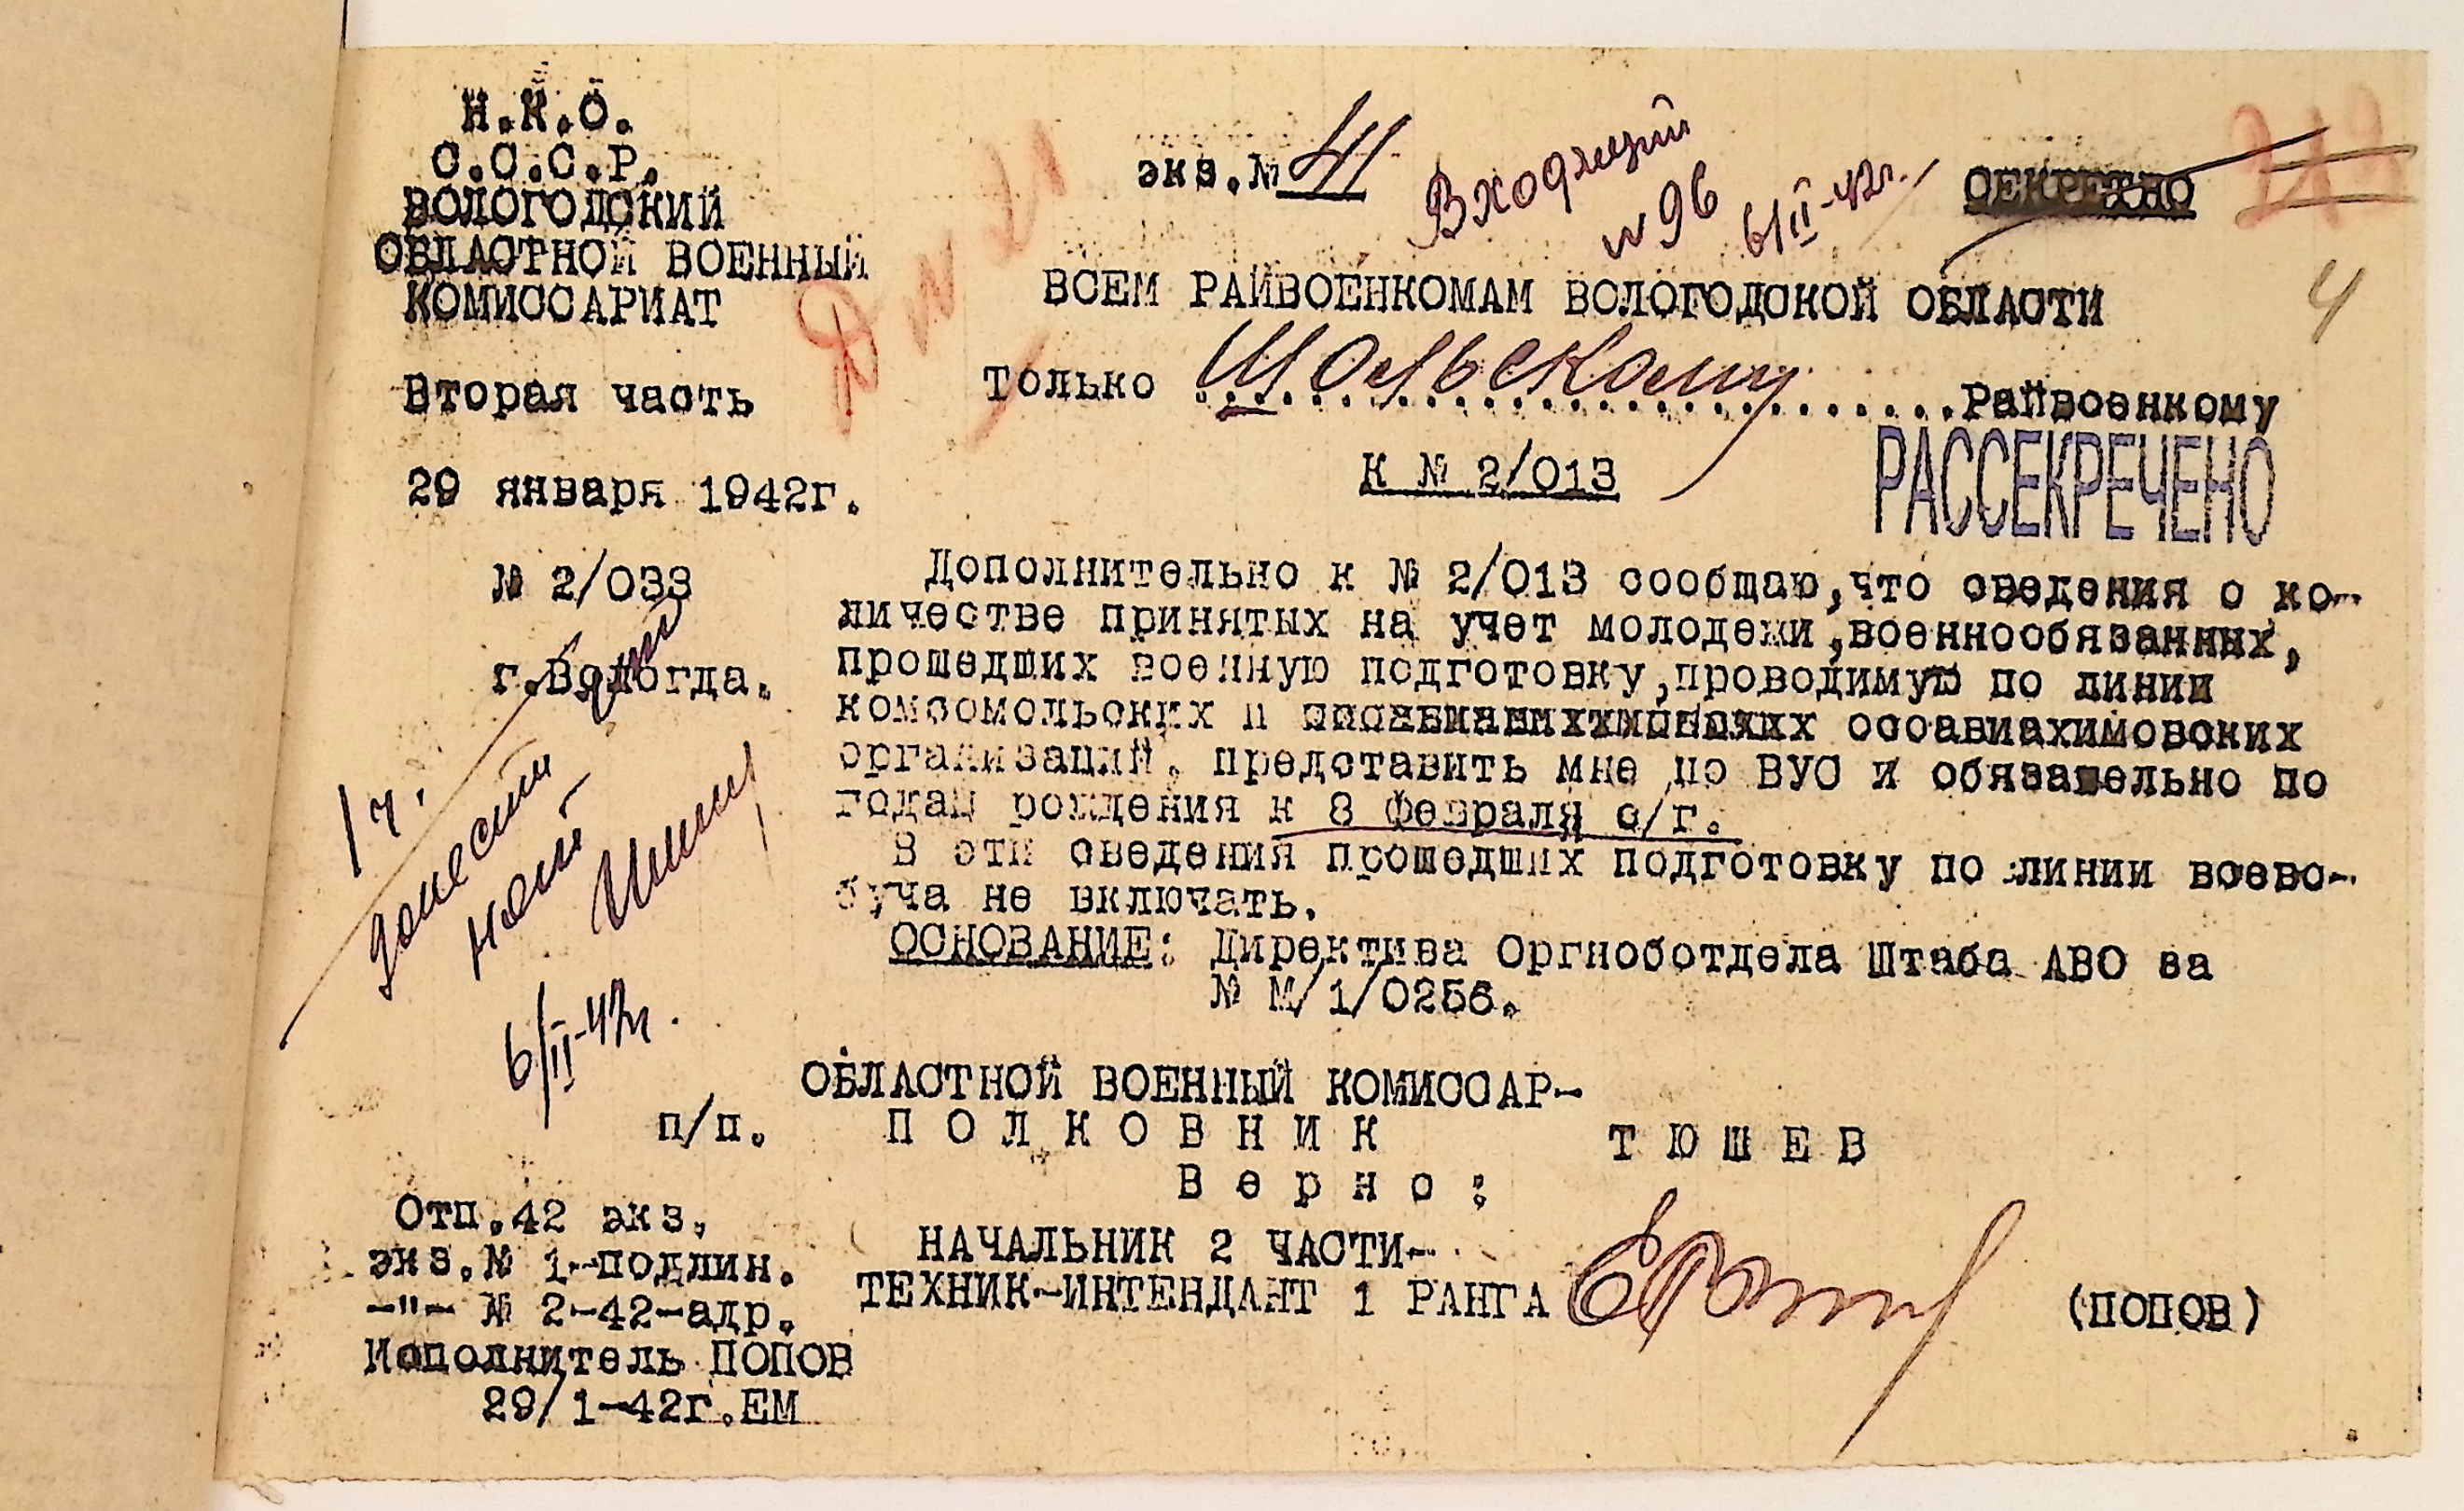 Н.К.О.
С.С.С.Р.
ВОЛОГОДСКИЙ
ОБЛАСТНОЙ ВОЕННЫЙ
КОМИССАРИАТ
Вторая часть
29 января 1942г.
№ 2/033
г.Вологда.
экз.№ 41
Входящий
№ 96
6/II-42г.
СЕКРЕТНО
4
ВСЕМ РАЙВОЕНКОМАМ ВОЛОГОДСКОЙ ОБЛАСТИ
Только Шольскому Райвоенкому
К № 2/013
РАССЕКРЕЧЕНО
Дополнительно к № 2/013 сообщаю,что сведения о ко-
личестве принятых на учет молодежи,военнообязанных,
прошедших военную подготовку,проводимую по линии
комсомольских и осоавиахимовских
организаций, представить мне по ВУС и обязательно по
годам рождения к 8 февраля с/г.
В эти сведения прошедших подготовку по линии всево-
буча не включать.
ОСНОВАНИЕ: Директива Оргмоботдела Штаба АВО за
№ М/1/0256.
1 ч.
6/II-42г.
ОБЛАСТНОЙ ВОЕННЫЙ КОМИССАР-
п/п. ПОЛКОВНИК ТЮШЕВ
Верно:
НАЧАЛЬНИК 2 ЧАСТИ-
ТЕХНИК-ИНТЕНДАНТ 1 РАНГА (ПОПОВ)
Отп.42 экз.
экз.№ 1-подлин.
-"- № 2-42-адр.
Исполнитель ПОПОВ
29/1-42г.ЕМ